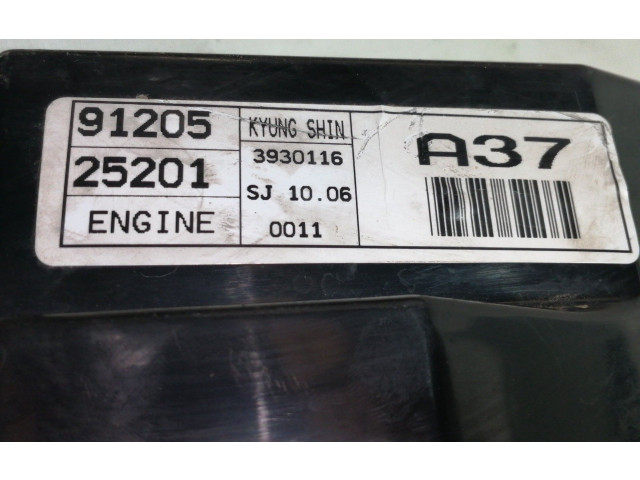 91205
25201
ENGINE
KYUNG SHIN
3930116
SJ 10.06
0011
A37